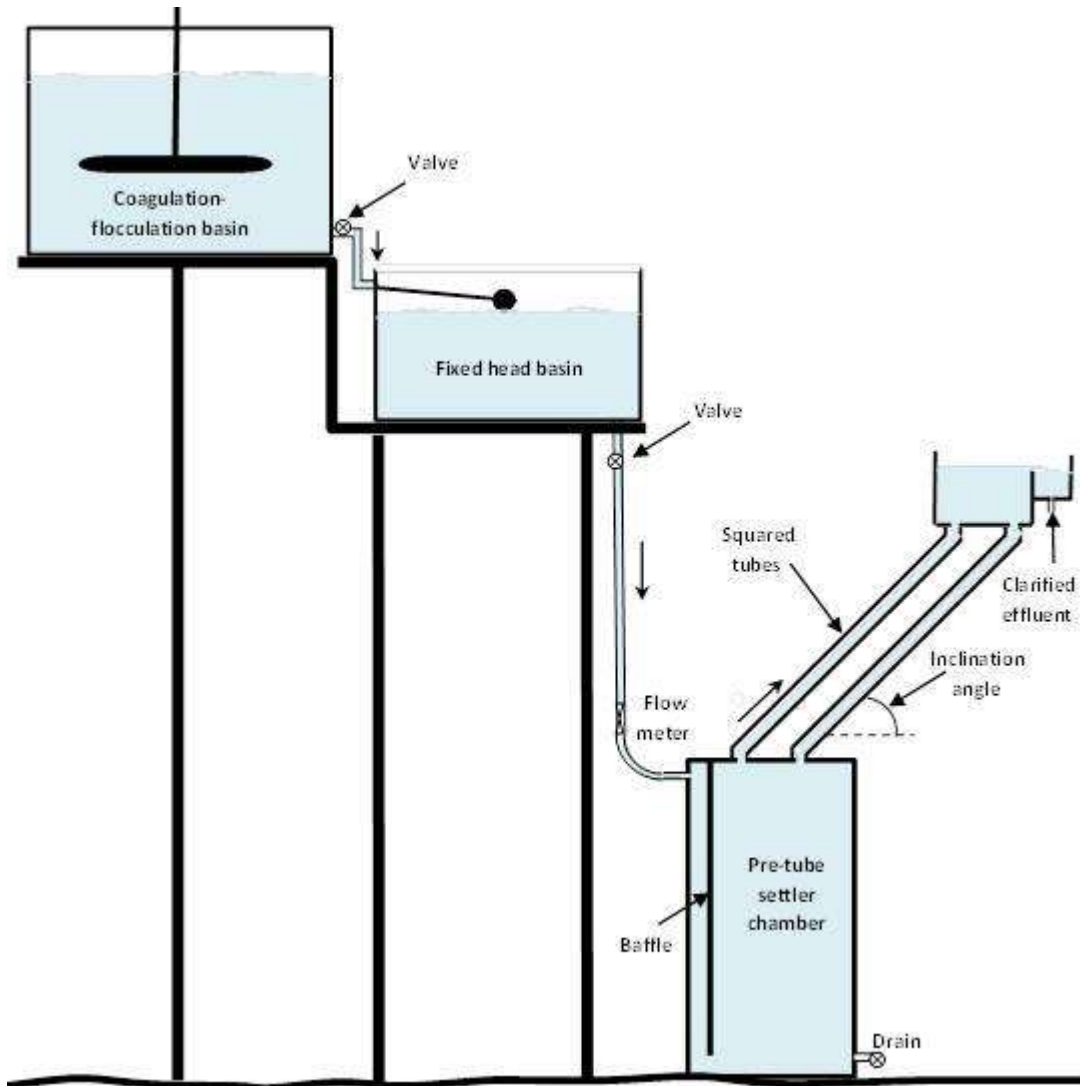 Valve
Coagulation-
flocculation basin
Fixed head basin
Valve
Squared
tubes
Clarified
effluent
Inclination
angle
Flow
meter
Pre-tube
settler
chamber
Baffle
Drain